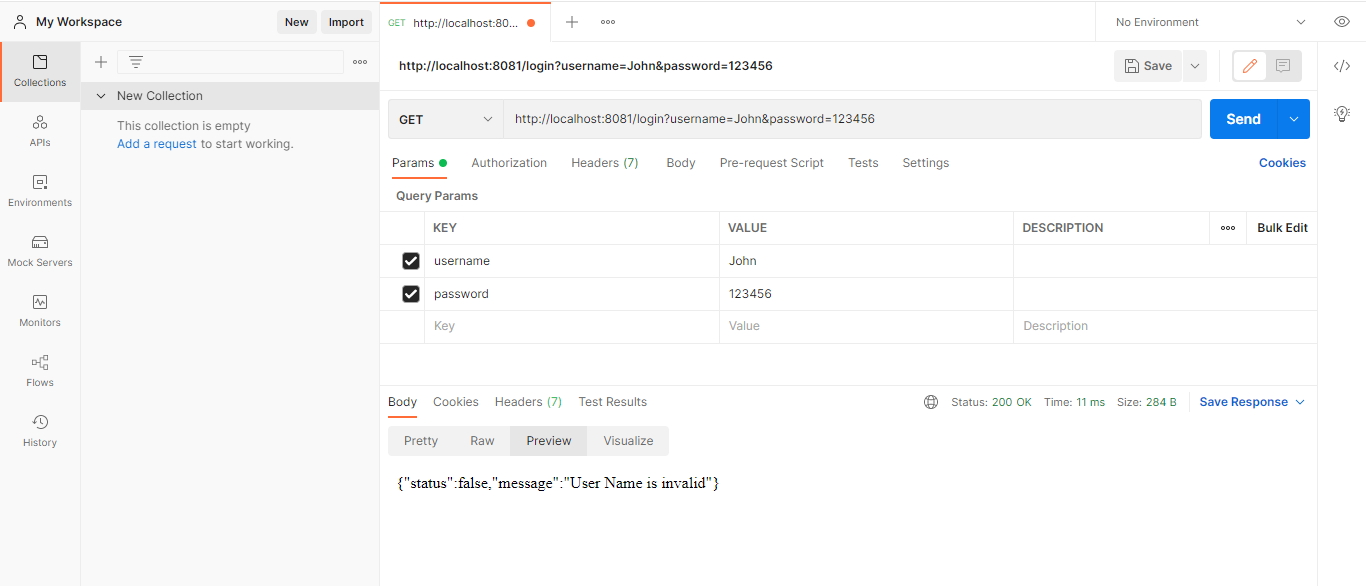 My Workspace
New
Import
GET http://localhost:80...
No Environment
Collections
APIs
Environments
Mock Servers
Monitors
Flows
History
New Collection
This collection is empty
Add a request to start working.
http://localhost:8081/login?username=John&password=123456
Save
GET
http://localhost:8081/login?username=John&password=123456
Send
Params
Authorization
Headers (7)
Body
Pre-request Script
Tests
Settings
Cookies
Query Params
KEY VALUE DESCRIPTION Bulk Edit
username John
password 123456
Key Value Description
Body Cookies Headers (7) Test Results
Status: 200 OK Time: 11 ms Size: 284 B
Save Response
Pretty Raw Preview Visualize
{"status":false,"message":"User Name is invalid"}